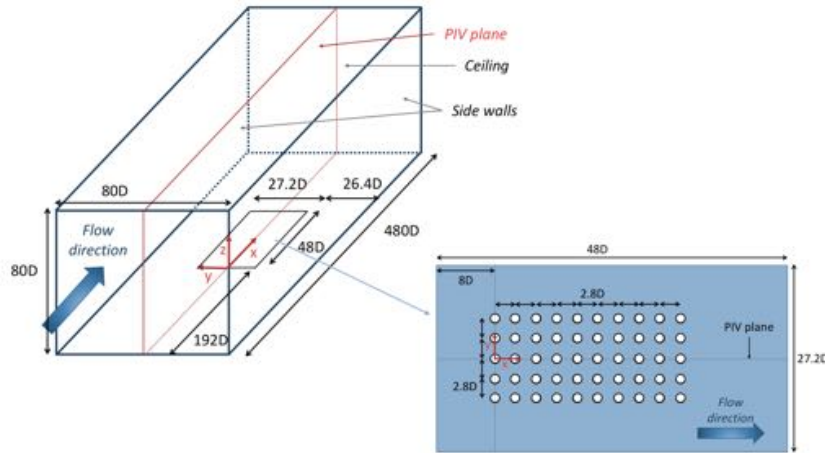 PIV plane
Ceiling
Side walls
80D
27.2D
26.4D
Flow
direction
80D
z
x
y
48D
480D
192D
48D
8D
2.8D
PIV plane
27.2D
2.8D
Flow
direction